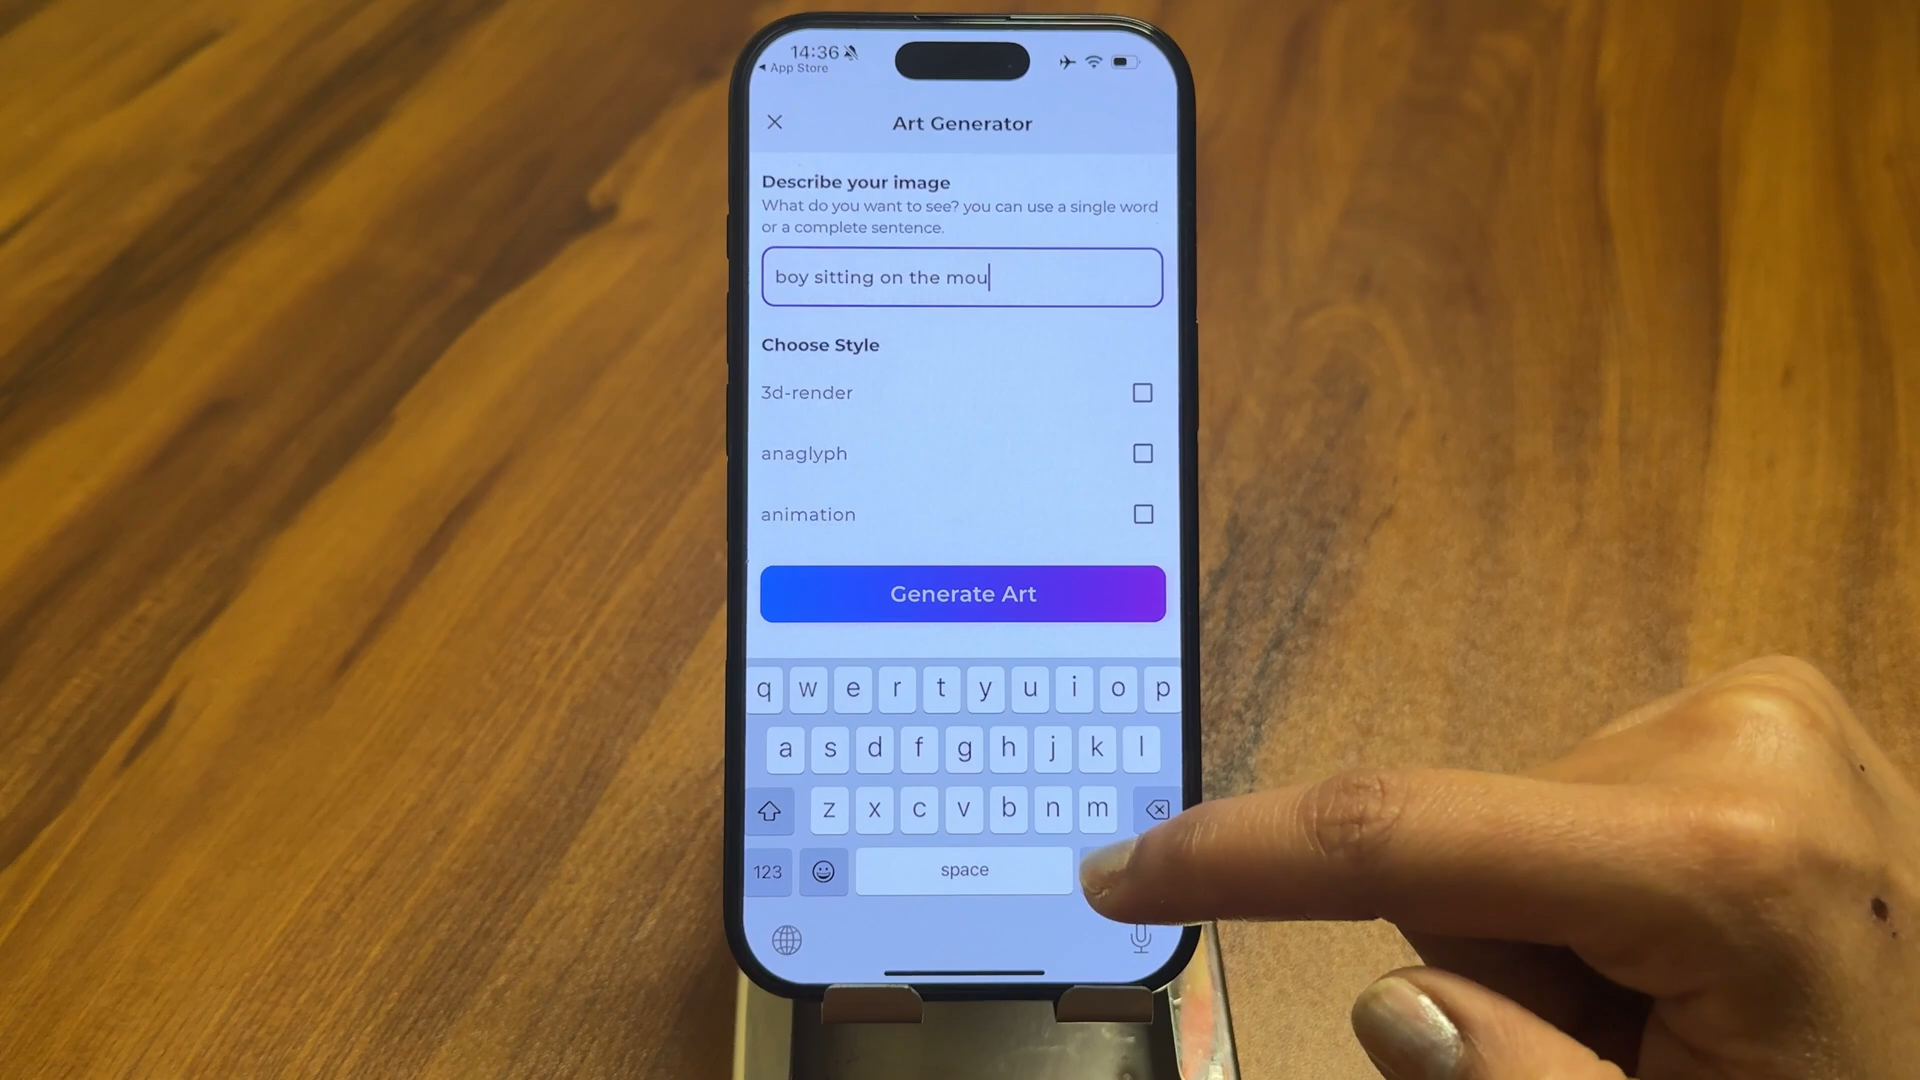 14:36
App Store
Art Generator
Describe your image
What do you want to see? you can use a single word
or a complete sentence.
boy sitting on the mou
Choose Style
3d-render
anaglyph
animation
Generate Art
q w e r t y u i o p
a s d f g h j k l
z x c v b n m
123 space